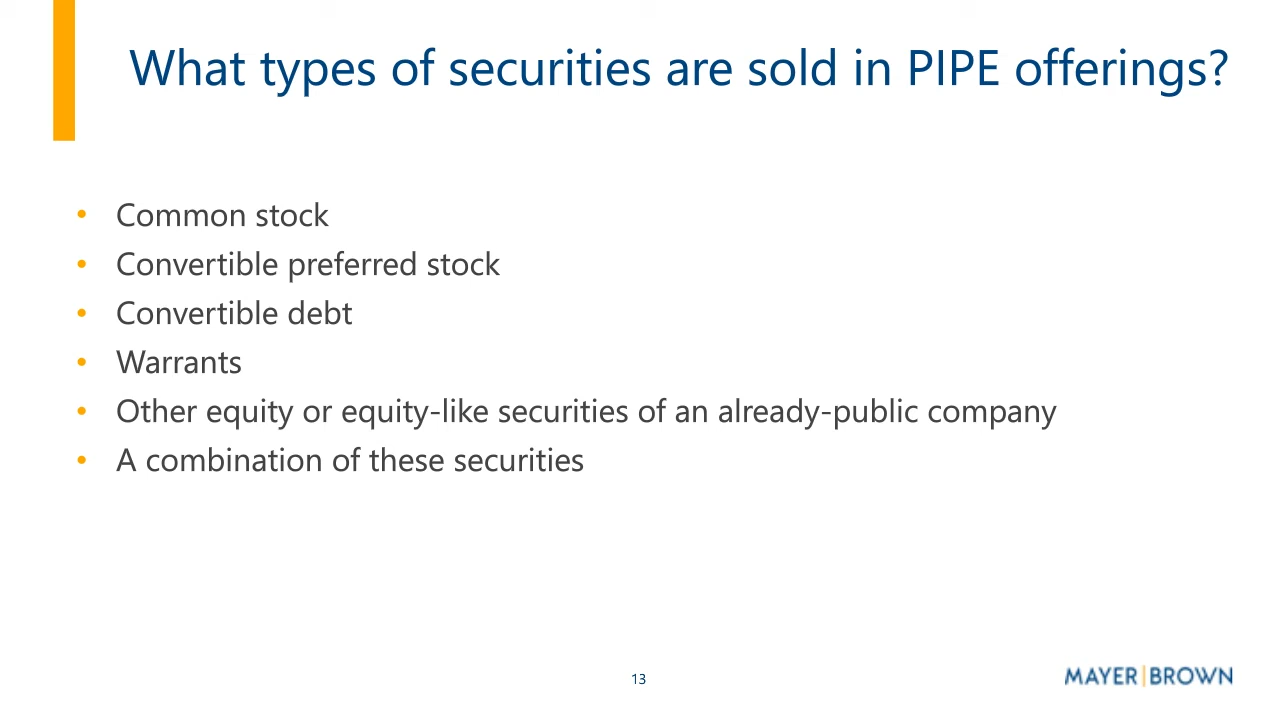 What types of securities are sold in PIPE offerings?
• Common stock
• Convertible preferred stock
• Convertible debt
• Warrants
• Other equity or equity-like securities of an already-public company
• A combination of these securities
13
MAYER|BROWN